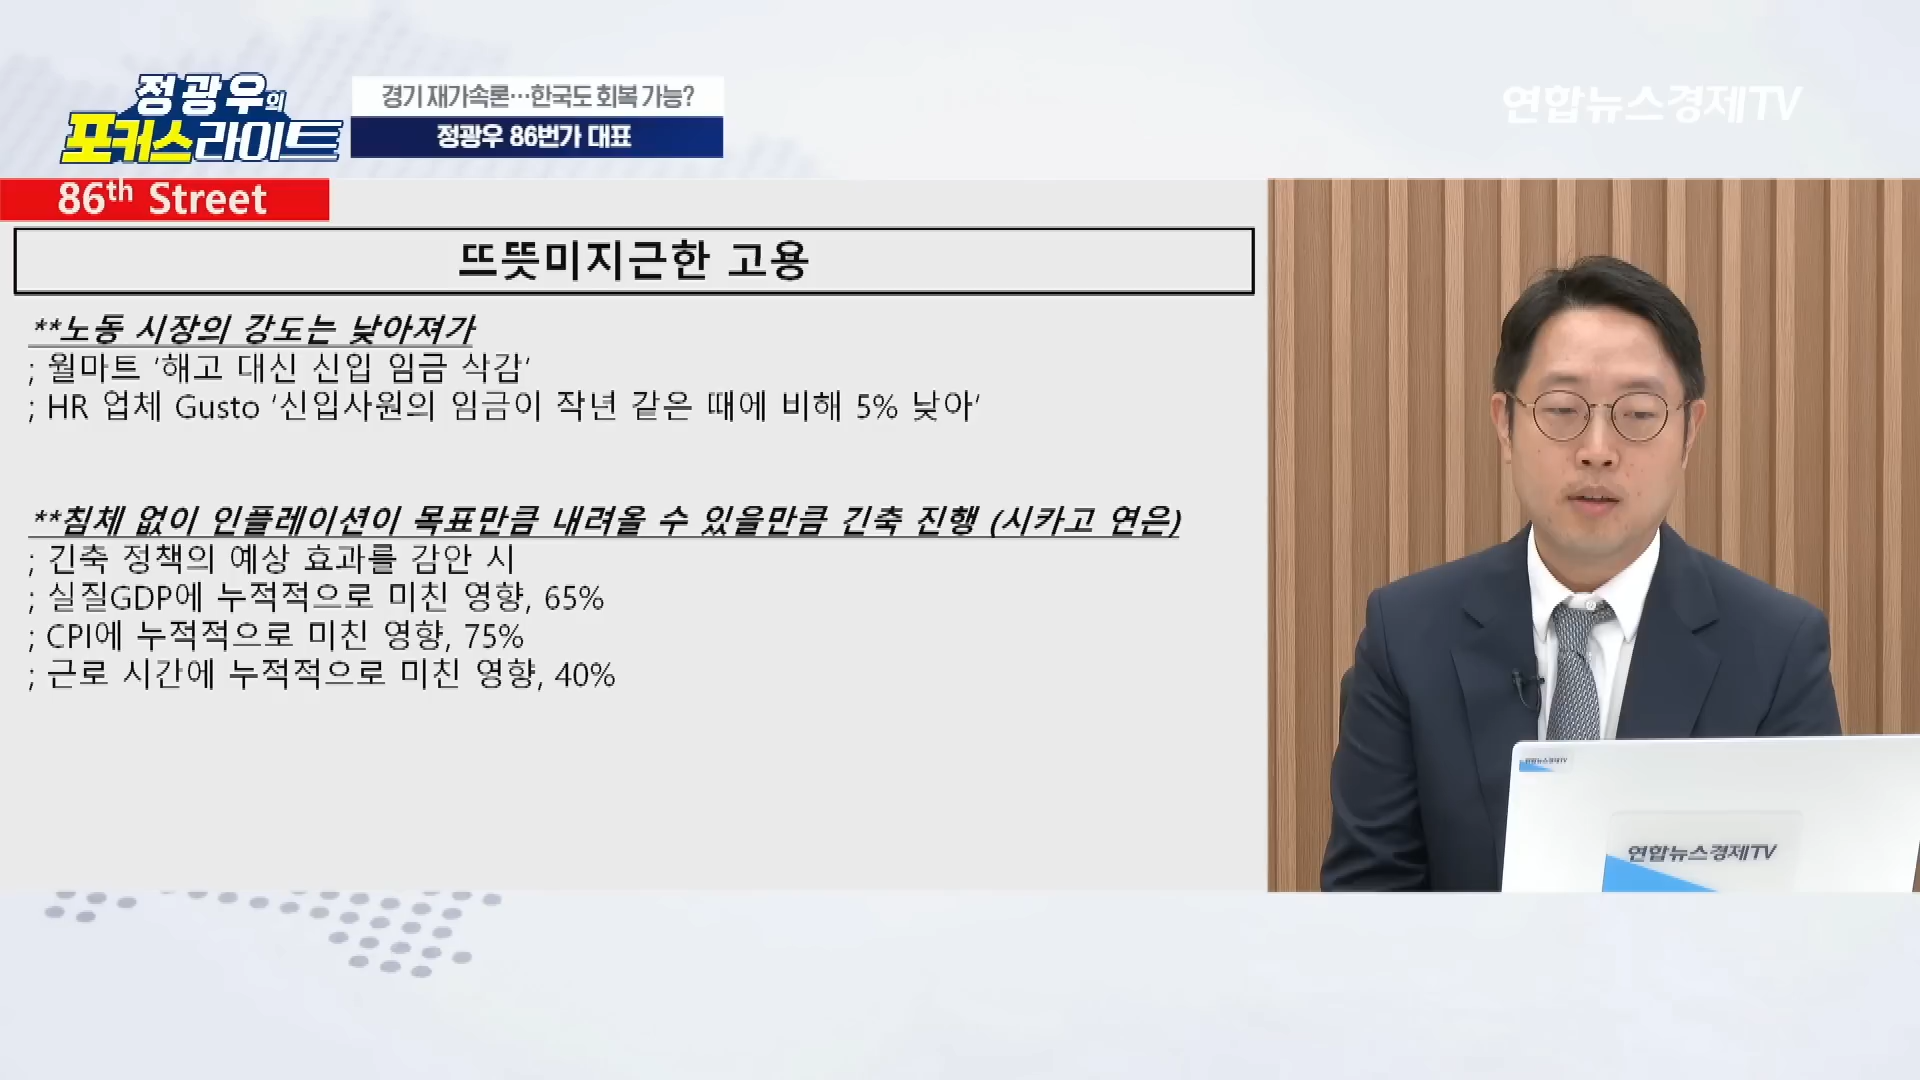 정광우의
포커스라이트
경기 재가속론…한국도 회복 가능?
정광우 86번가 대표
연합뉴스경제TV
86th Street
뜨뜻미지근한 고용
**노동 시장의 강도는 낮아져가
; 월마트 '해고 대신 신입 임금 삭감'
; HR 업체 Gusto '신입사원의 임금이 작년 같은 때에 비해 5% 낮아'
**침체 없이 인플레이션이 목표만큼 내려올 수 있을만큼 긴축 진행 (시카고 연은)
; 긴축 정책의 예상 효과를 감안 시
; 실질GDP에 누적적으로 미친 영향, 65%
; CPI에 누적적으로 미친 영향, 75%
; 근로 시간에 누적적으로 미친 영향, 40%
연합뉴스경제TV
연합뉴스경제TV